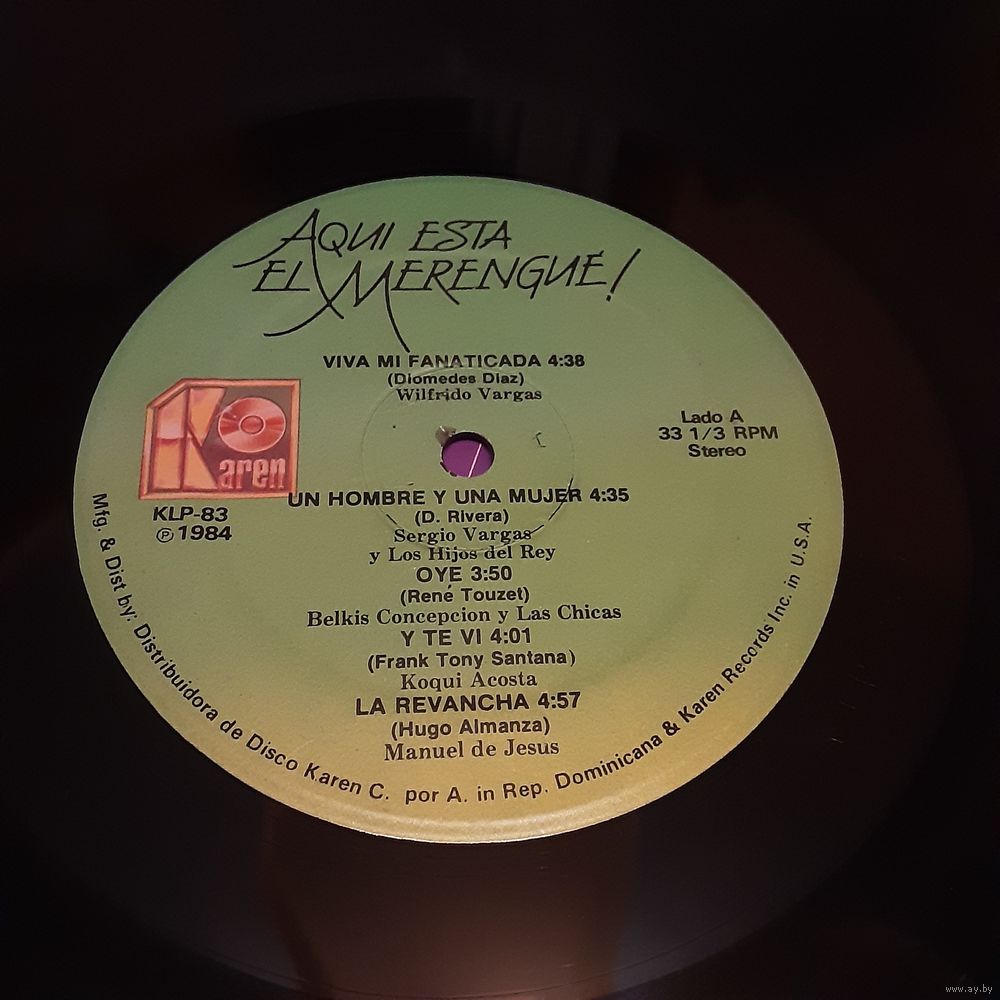 AQUI ESTA
EL MERENGUE!
VIVA MI FANATICADA 4:38
(Diomedes Diaz)
Wilfrido Vargas
Lado A
33 1/3 RPM
Stereo
Karen
KLP-83
℗ 1984
UN HOMBRE Y UNA MUJER 4:35
(D. Rivera)
Sergio Vargas
y Los Hijos del Rey
OYE 3:50
(René Touzet)
Belkis Concepcion y Las Chicas
Y TE VI 4:01
(Frank Tony Santana)
Koqui Acosta
LA REVANCHA 4:57
(Hugo Almanza)
Manuel de Jesus
Mfg. & Dist by: Distribuidora de Disco Karen C. por A. in Rep. Dominicana & Karen Records Inc. in U.S.A.
www.ay.by